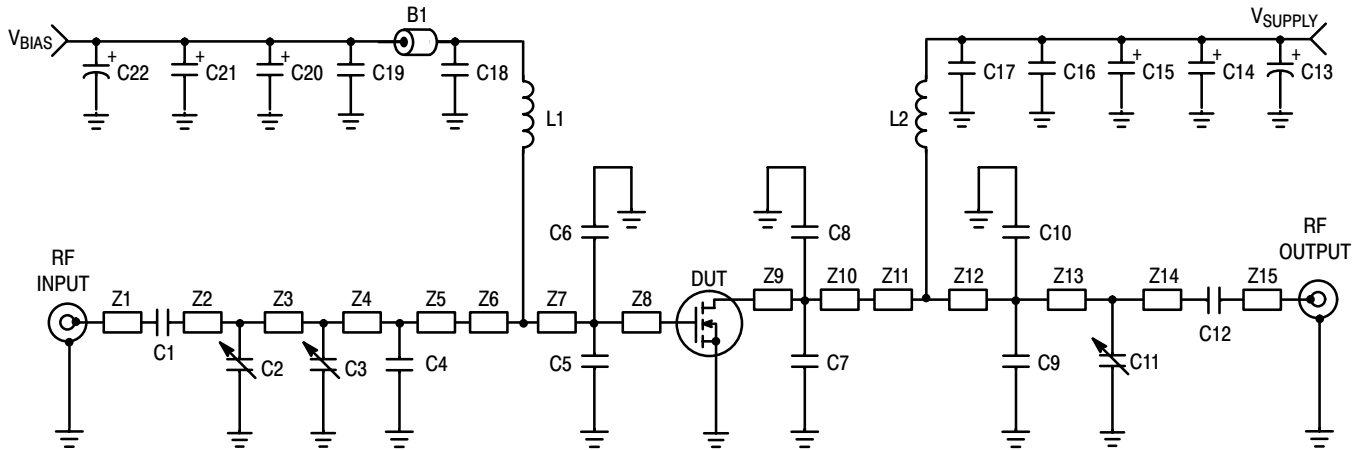 B1
V_BIAS
V_SUPPLY
+ C22
+ C21
+ C20
C19
C18
C17
C16
+ C15
+ C14
+ C13
L1
L2
C6
C8
C10
RF INPUT
RF OUTPUT
DUT
Z1
Z2
Z3
Z4
Z5
Z6
Z7
Z8
Z9
Z10
Z11
Z12
Z13
Z14
Z15
C1
C2
C3
C4
C5
C7
C9
C11
C12